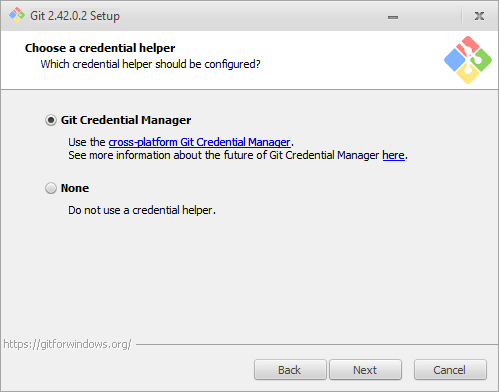 Git 2.42.0.2 Setup
Choose a credential helper
Which credential helper should be configured?
Git Credential Manager
Use the cross-platform Git Credential Manager.
See more information about the future of Git Credential Manager here.
None
Do not use a credential helper.
https://gitforwindows.org/
Back Next Cancel